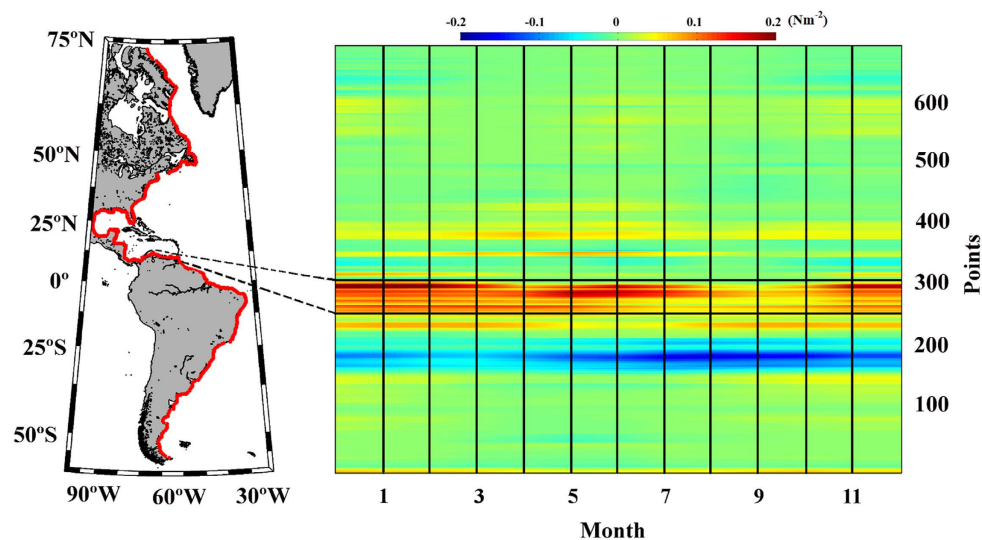 -0.2 -0.1 0 0.1 0.2 (Nm⁻²)
75ºN
50ºN
25ºN
0º
25ºS
50ºS
90ºW 60ºW 30ºW
600
500
400
300
200
100
Points
1 3 5 7 9 11
Month